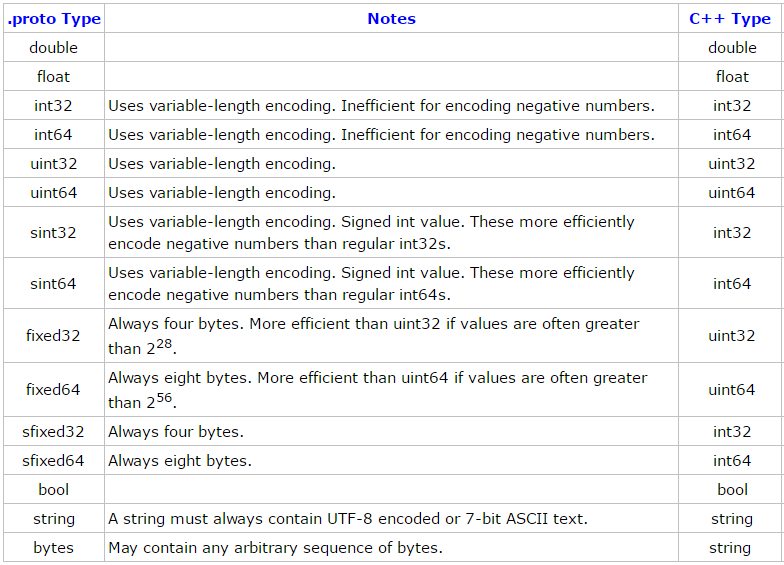 .proto Type Notes C++ Type
double double
float float
int32 Uses variable-length encoding. Inefficient for encoding negative numbers. int32
int64 Uses variable-length encoding. Inefficient for encoding negative numbers. int64
uint32 Uses variable-length encoding. uint32
uint64 Uses variable-length encoding. uint64
sint32 Uses variable-length encoding. Signed int value. These more efficiently
encode negative numbers than regular int32s. int32
sint64 Uses variable-length encoding. Signed int value. These more efficiently
encode negative numbers than regular int64s. int64
fixed32 Always four bytes. More efficient than uint32 if values are often greater
than 2²⁸. uint32
fixed64 Always eight bytes. More efficient than uint64 if values are often greater
than 2⁵⁶. uint64
sfixed32 Always four bytes. int32
sfixed64 Always eight bytes. int64
bool bool
string A string must always contain UTF-8 encoded or 7-bit ASCII text. string
bytes May contain any arbitrary sequence of bytes. string